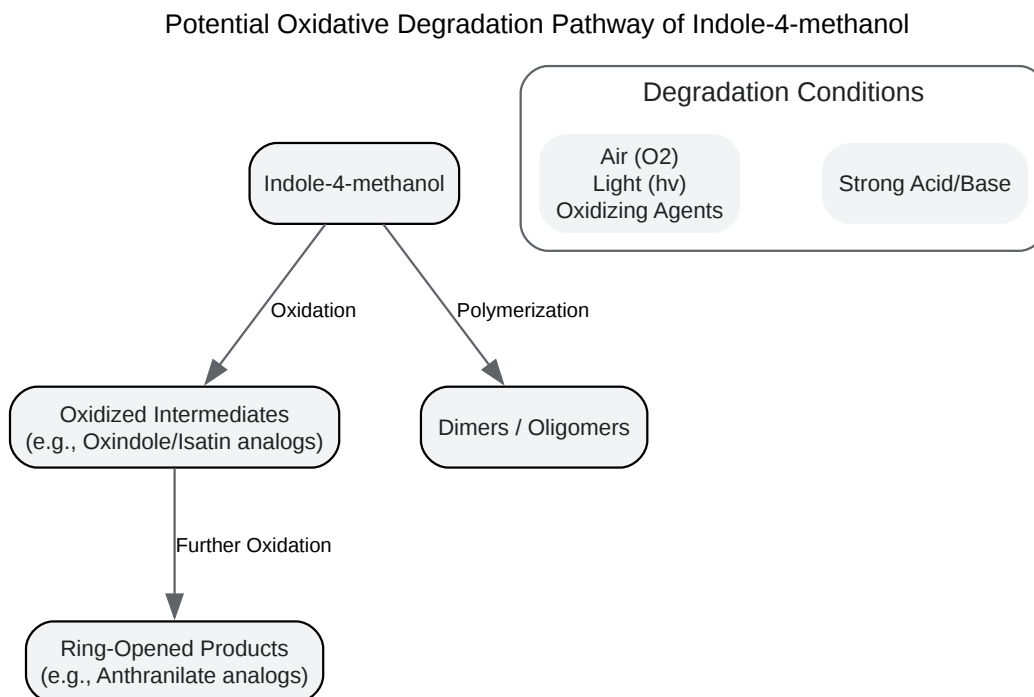 Potential Oxidative Degradation Pathway of Indole-4-methanol
Degradation Conditions
Air (O2)
Light (hv)
Oxidizing Agents
Strong Acid/Base
Indole-4-methanol
Oxidation
Polymerization
Oxidized Intermediates
(e.g., Oxindole/Isatin analogs)
Dimers / Oligomers
Further Oxidation
Ring-Opened Products
(e.g., Anthranilate analogs)